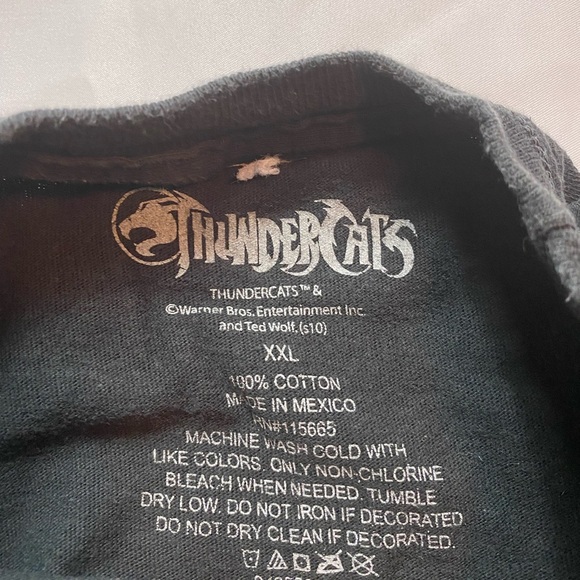 THUNDERCATS
THUNDERCATS™ &
©Warner Bros. Entertainment Inc.
and Ted Wolf. (s10)
XXL
100% COTTON
MADE IN MEXICO
RN#115665
MACHINE WASH COLD WITH
LIKE COLORS. ONLY NON-CHLORINE
BLEACH WHEN NEEDED. TUMBLE
DRY LOW. DO NOT IRON IF DECORATED.
DO NOT DRY CLEAN IF DECORATED.